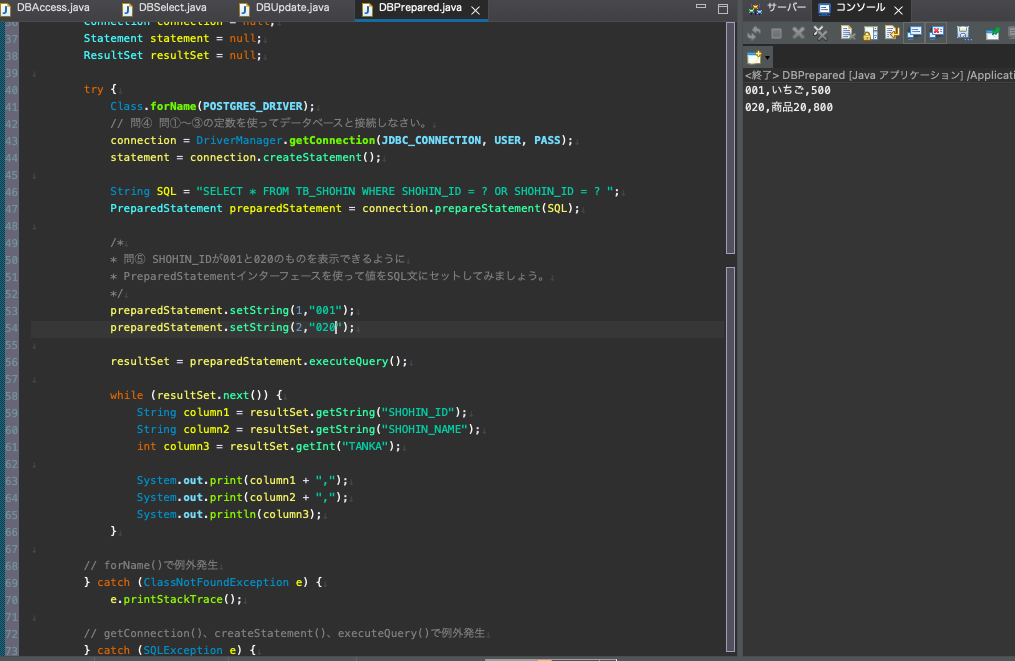 DBAccess.java DBSelect.java DBUpdate.java DBPrepared.java サーバー コンソール
36 Connection connection = null;
37 Statement statement = null;
38 ResultSet resultSet = null;
39
40 try {
41 Class.forName(POSTGRES_DRIVER);
42 // 問④ 問①〜③の定数を使ってデータベースと接続しなさい。
43 connection = DriverManager.getConnection(JDBC_CONNECTION, USER, PASS);
44 statement = connection.createStatement();
45
46 String SQL = "SELECT * FROM TB_SHOHIN WHERE SHOHIN_ID = ? OR SHOHIN_ID = ? ";
47 PreparedStatement preparedStatement = connection.prepareStatement(SQL);
48
49 /*
50 * 問⑤ SHOHIN_IDが001と020のものを表示できるように
51 * PreparedStatementインターフェースを使って値をSQL文にセットしてみましょう。
52 */
53 preparedStatement.setString(1,"001");
54 preparedStatement.setString(2,"020");
55
56 resultSet = preparedStatement.executeQuery();
57
58 while (resultSet.next()) {
59 String column1 = resultSet.getString("SHOHIN_ID");
60 String column2 = resultSet.getString("SHOHIN_NAME");
61 int column3 = resultSet.getInt("TANKA");
62
63 System.out.print(column1 + ",");
64 System.out.print(column2 + ",");
65 System.out.println(column3);
66 }
67
68 // forName()で例外発生
69 } catch (ClassNotFoundException e) {
70 e.printStackTrace();
71
72 // getConnection()、createStatement()、executeQuery()で例外発生
73 } catch (SQLException e) {
<終了> DBPrepared [Java アプリケーション] /Applicati
001,いちご,500
020,商品20,800